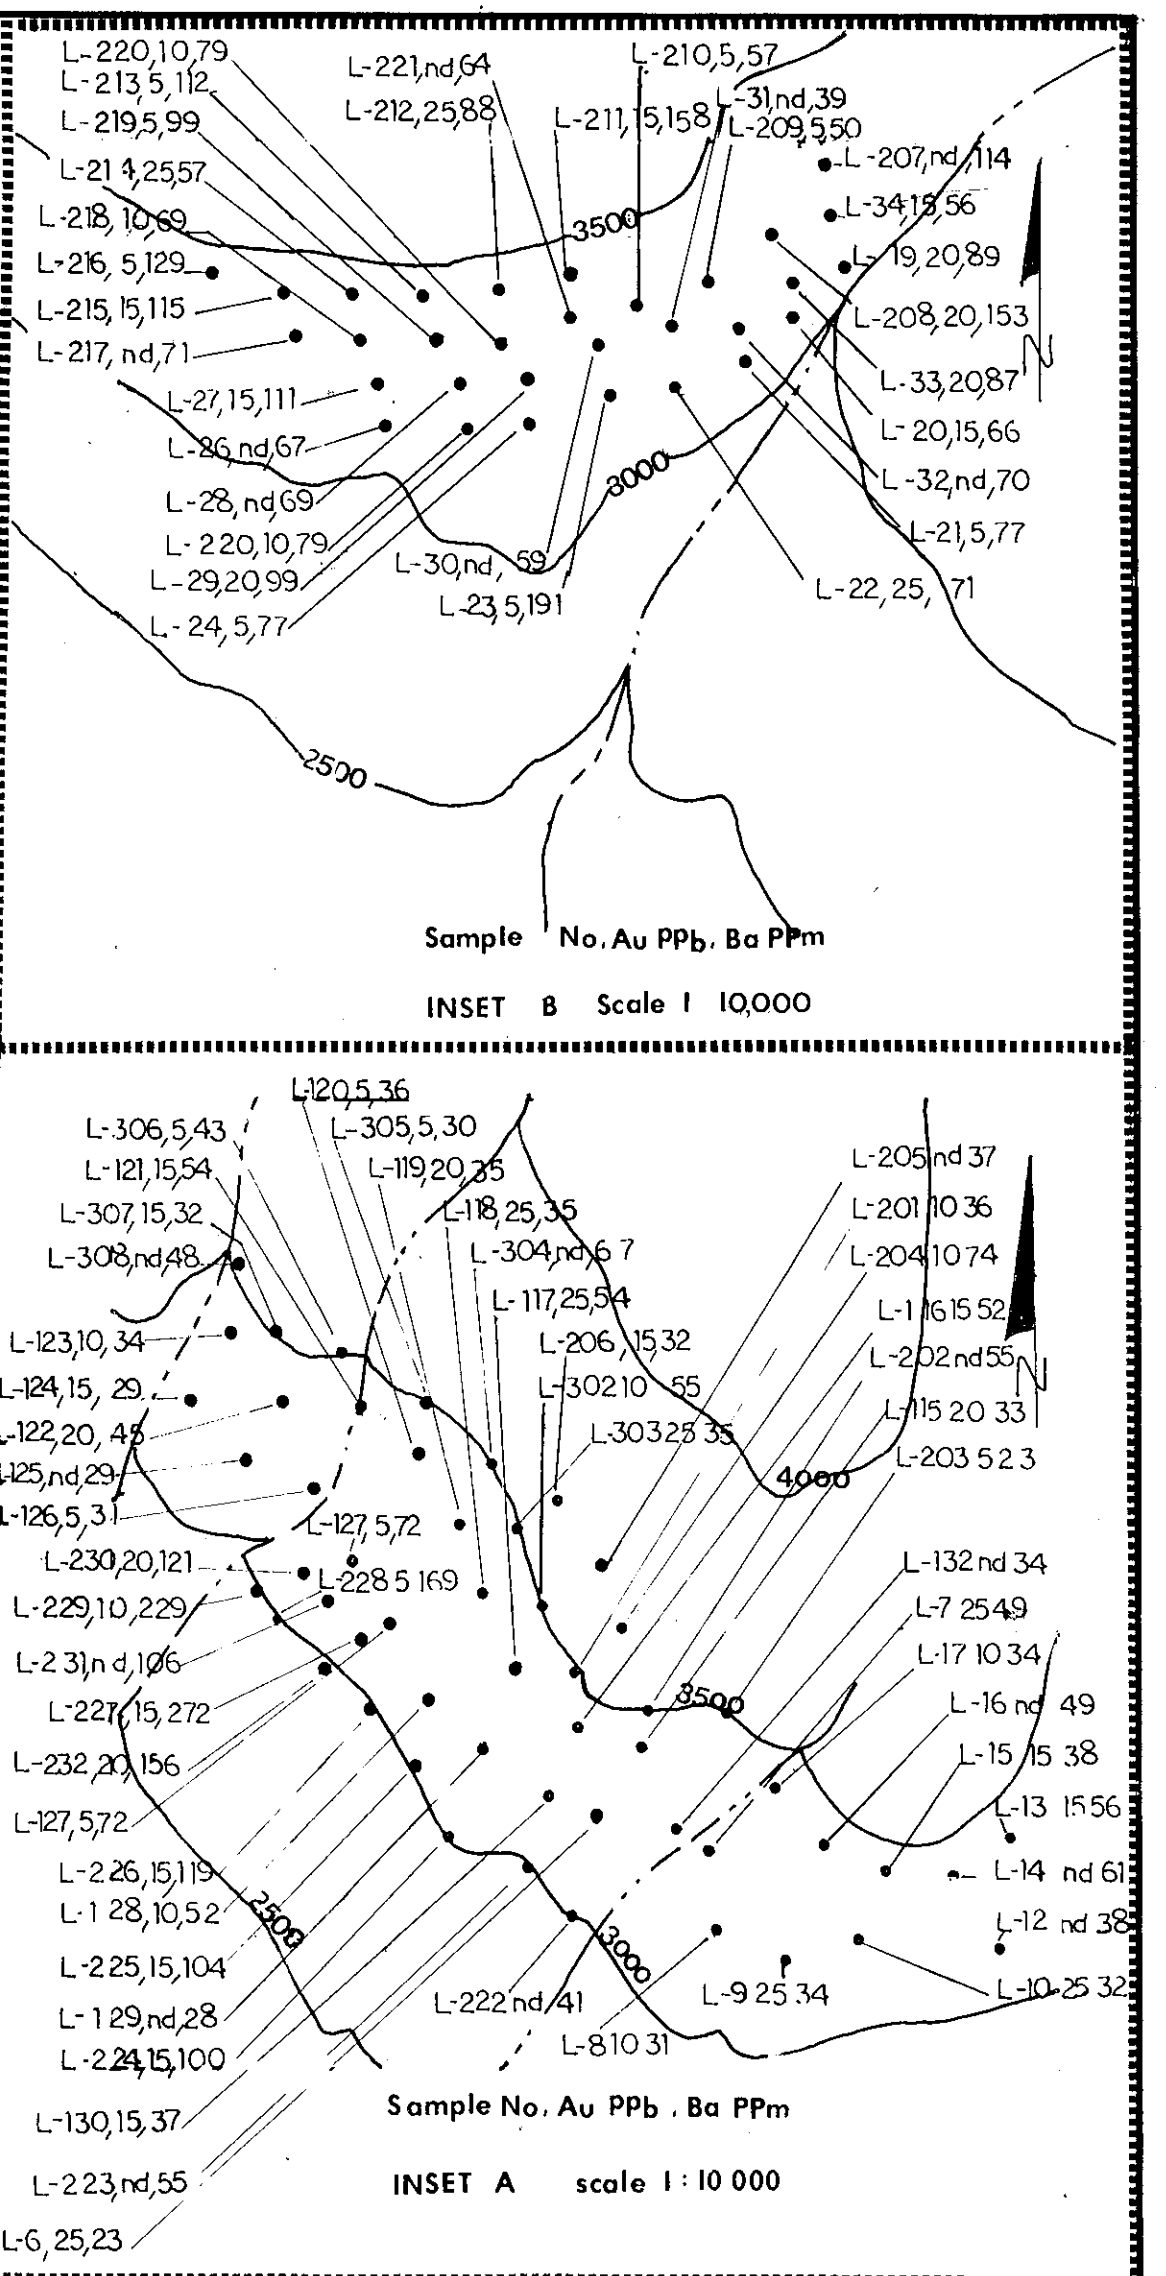 L-220,10,79
L-213,5,112
L-219,5,99
L-214,25,57
L-218,10,69
L-216,5,129
L-215,15,115
L-217,nd,71
L-27,15,111
L-26,nd,67
L-28,nd,69
L-220,10,79
L-29,20,99
L-24,5,77
L-221,nd,64
L-212,25,88
L-211,15,158
L-210,5,57
L-31,nd,39
L-209,5,50
L-207,nd,114
L-34,15,56
L-19,20,89
L-208,20,153
L-33,20,87
L-20,15,66
L-32,nd,70
L-21,5,77
L-22,25,71
L-30,nd,59
L-23,5,191
3500
3000
2500
Sample No. Au PPb. Ba PPm
INSET B Scale 1 10,000
L-120,5,36
L-306,5,43
L-305,5,30
L-121,15,54
L-119,20,35
L-307,15,32
L-118,25,35
L-308,nd,48
L-304,nd,67
L-117,25,54
L-123,10,34
L-206,15,32
L-124,15,29
L-302 10 55
L-122,20,45
L-303 25 35
L-125,nd,29
L-126,5,31
L-127,5,72
L-230,20,121
L-228 5 169
L-229,10,229
L-231,nd,106
L-227,15,272
L-232,20,156
L-127,5,72
L-226,15,119
L-128,10,52
L-225,15,104
L-129,nd,28
L-224,15,100
L-130,15,37
L-223,nd,55
L-6,25,23
L-205 nd 37
L-201 10 36
L-204 10 74
L-116 15 52
L-202 nd 55
L-115 20 33
L-203 5 23
4000
L-132 nd 34
L-7 25 49
L-17 10 34
3500
L-16 nd 49
L-15 15 38
L-13 15 56
L-14 nd 61
L-12 nd 38
L-10 25 32
L-9 25 34
L-8 10 31
L-222 nd 41
2500
3000
Sample No. Au PPb. Ba PPm
INSET A scale 1:10 000